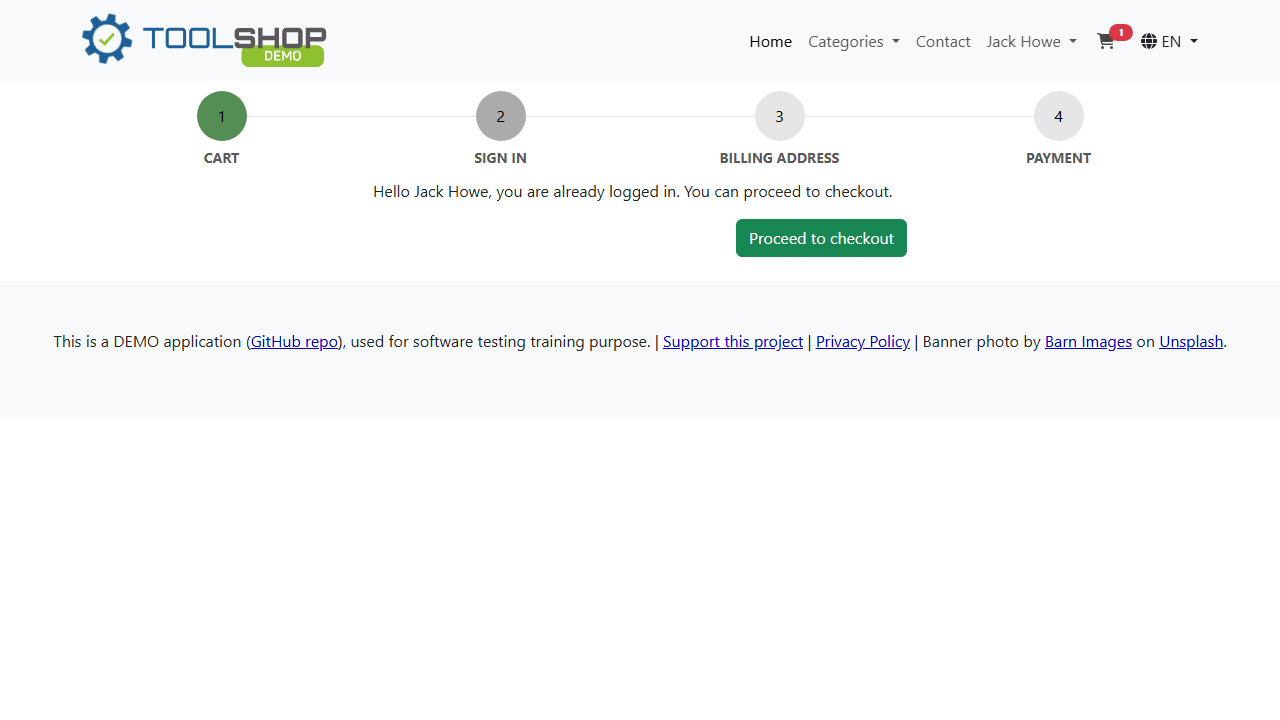 TOOLSHOP
DEMO
Home
Categories
Contact
Jack Howe
1
EN
1
2
3
4
CART
SIGN IN
BILLING ADDRESS
PAYMENT
Hello Jack Howe, you are already logged in. You can proceed to checkout.
Proceed to checkout
This is a DEMO application (GitHub repo), used for software testing training purpose. | Support this project | Privacy Policy | Banner photo by Barn Images on Unsplash.